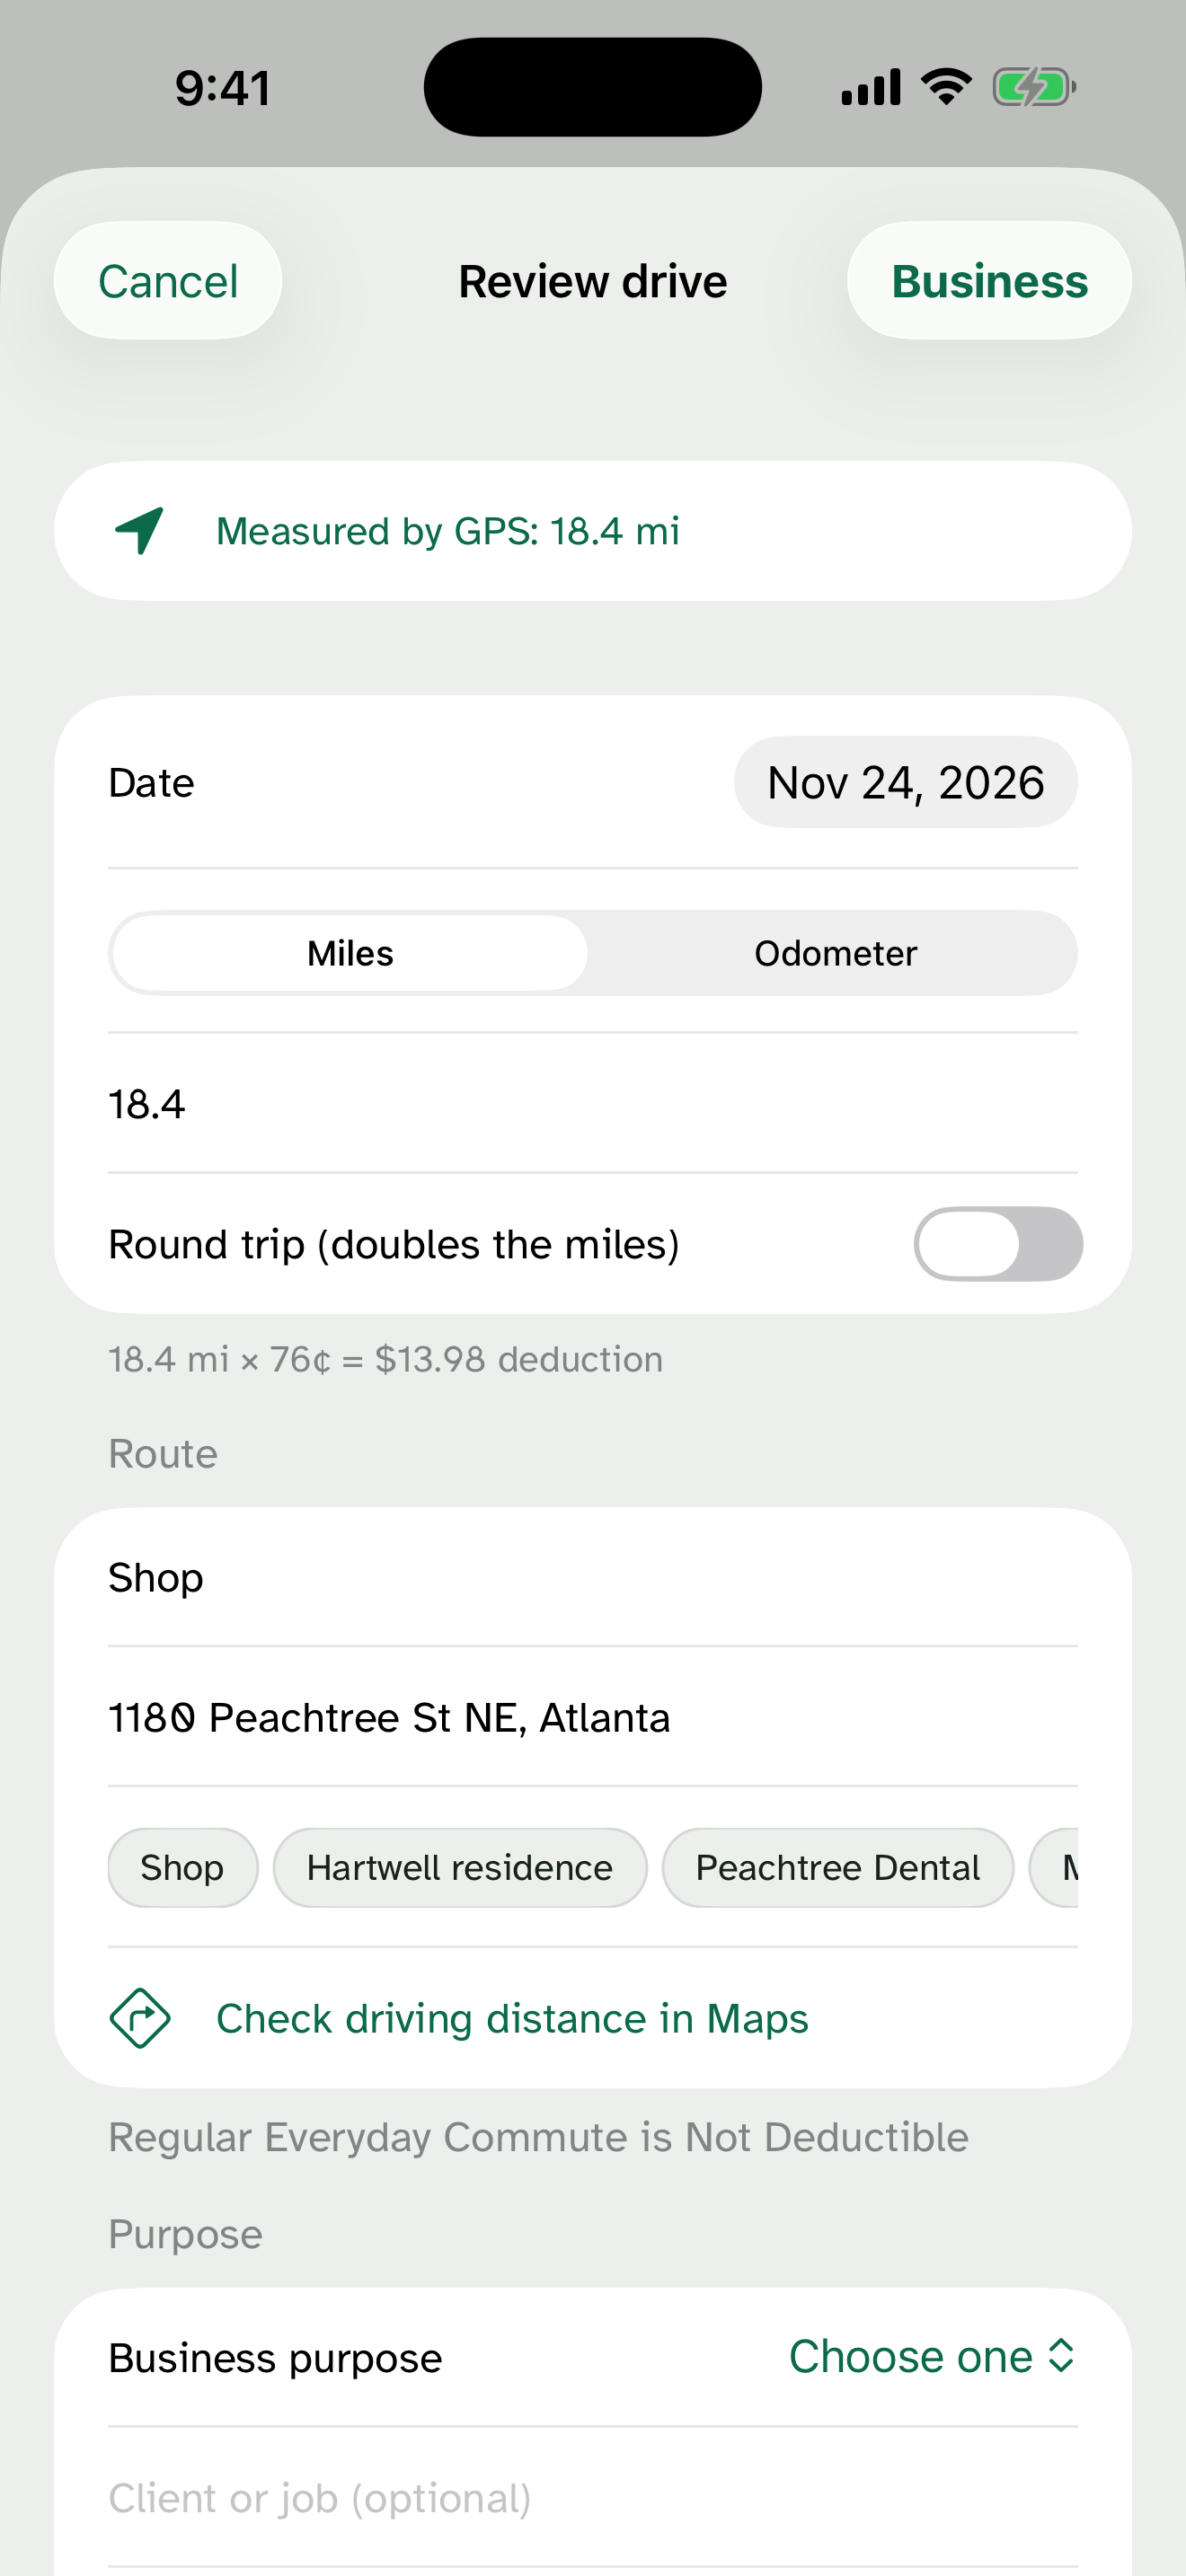 9:41
Cancel
Review drive
Business
Measured by GPS: 18.4 mi
Date
Nov 24, 2026
Miles
Odometer
18.4
Round trip (doubles the miles)
18.4 mi × 76¢ = $13.98 deduction
Route
Shop
1180 Peachtree St NE, Atlanta
Shop
Hartwell residence
Peachtree Dental
Check driving distance in Maps
Regular Everyday Commute is Not Deductible
Purpose
Business purpose
Choose one
Client or job (optional)